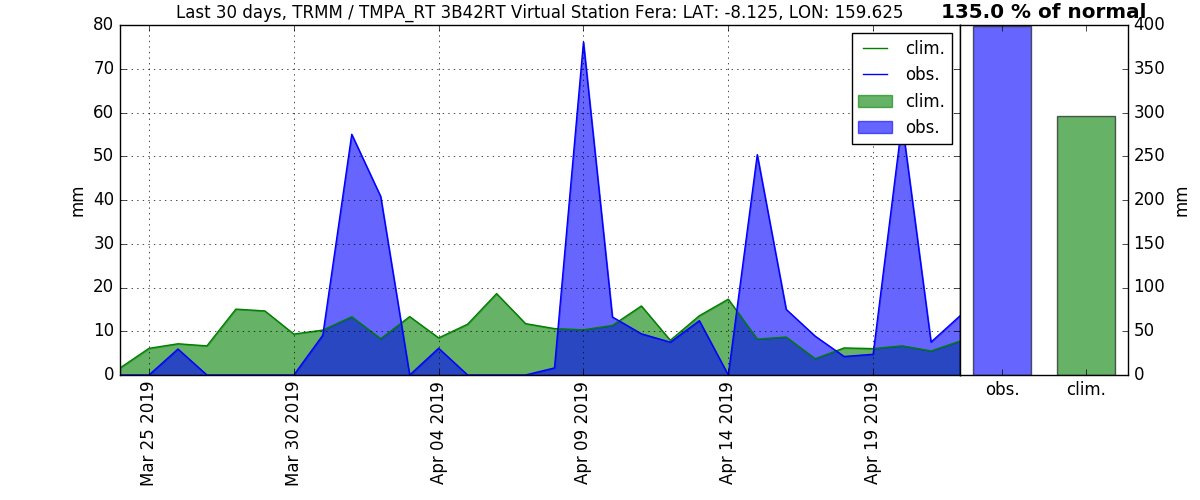 Last 30 days, TRMM / TMPA_RT 3B42RT Virtual Station Fera: LAT: -8.125, LON: 159.625
135.0 % of normal
mm
80
70
60
50
40
30
20
10
0
clim.
obs.
clim.
obs.
Mar 25 2019
Mar 30 2019
Apr 04 2019
Apr 09 2019
Apr 14 2019
Apr 19 2019
400
350
300
250
200
150
100
50
0
mm
obs.
clim.